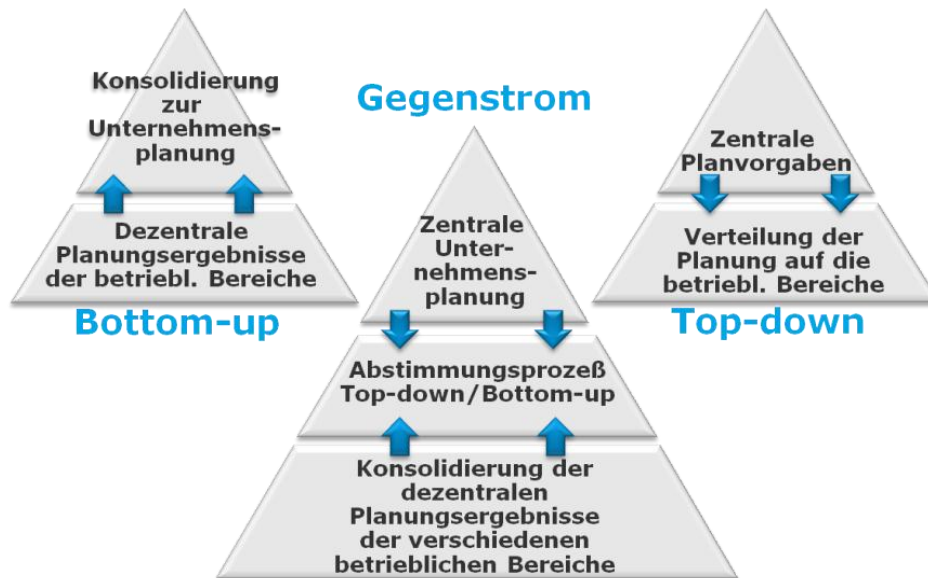 Konsolidierung
zur
Unternehmens-
planung
Dezentrale
Planungsergebnisse
der betriebl. Bereiche
Bottom-up
Gegenstrom
Zentrale
Unter-
nehmens-
planung
Abstimmungsprozeß
Top-down/Bottom-up
Konsolidierung der
dezentralen
Planungsergebnisse
der verschiedenen
betrieblichen Bereiche
Zentrale
Planvorgaben
Verteilung der
Planung auf die
betriebl. Bereiche
Top-down